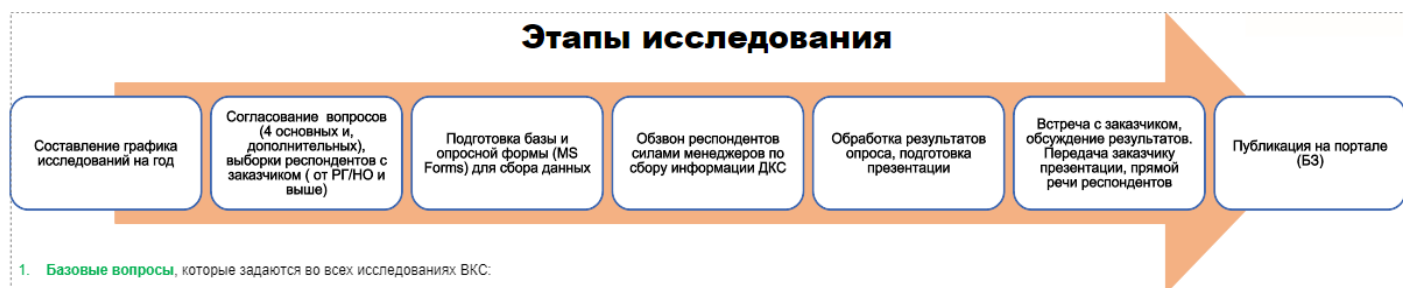 Этапы исследования
Составление графика
исследований на год
Согласование вопросов
(4 основных и,
дополнительных),
выборки респондентов с
заказчиком ( от РГ/НО и
выше)
Подготовка базы и
опросной формы (MS
Forms) для сбора данных
Обзвон респондентов
силами менеджеров по
сбору информации ДКС
Обработка результатов
опроса, подготовка
презентации
Встреча с заказчиком,
обсуждение результатов.
Передача заказчику
презентации, прямой
речи респондентов
Публикация на портале
(БЗ)
1. Базовые вопросы, которые задаются во всех исследованиях ВКС: